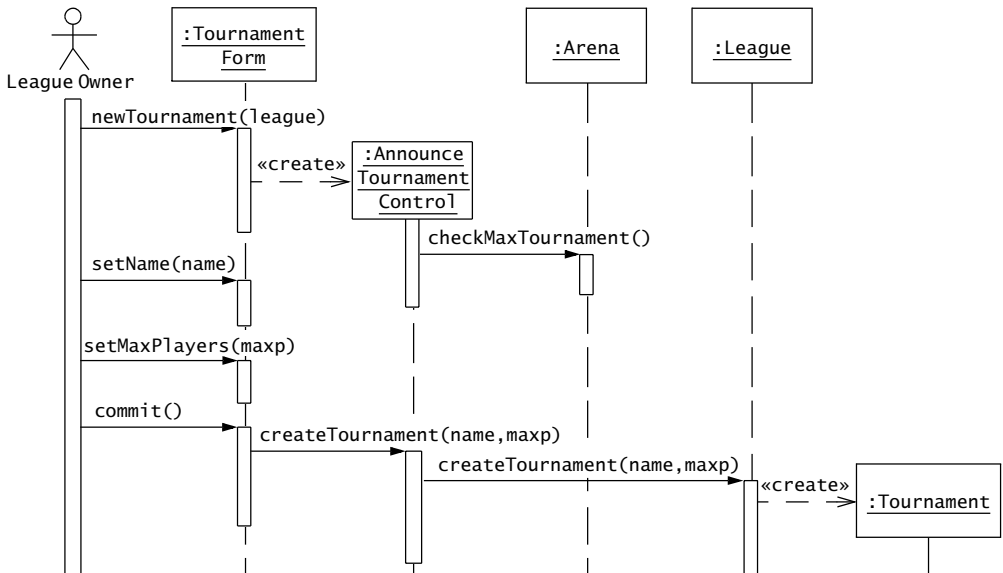 :Tournament
Form
:Arena
:League
League Owner
newTournament(league)
«create»
:Announce
Tournament
Control
checkMaxTournament()
setName(name)
setMaxPlayers(maxp)
commit()
createTournament(name,maxp)
createTournament(name,maxp)
«create»
:Tournament